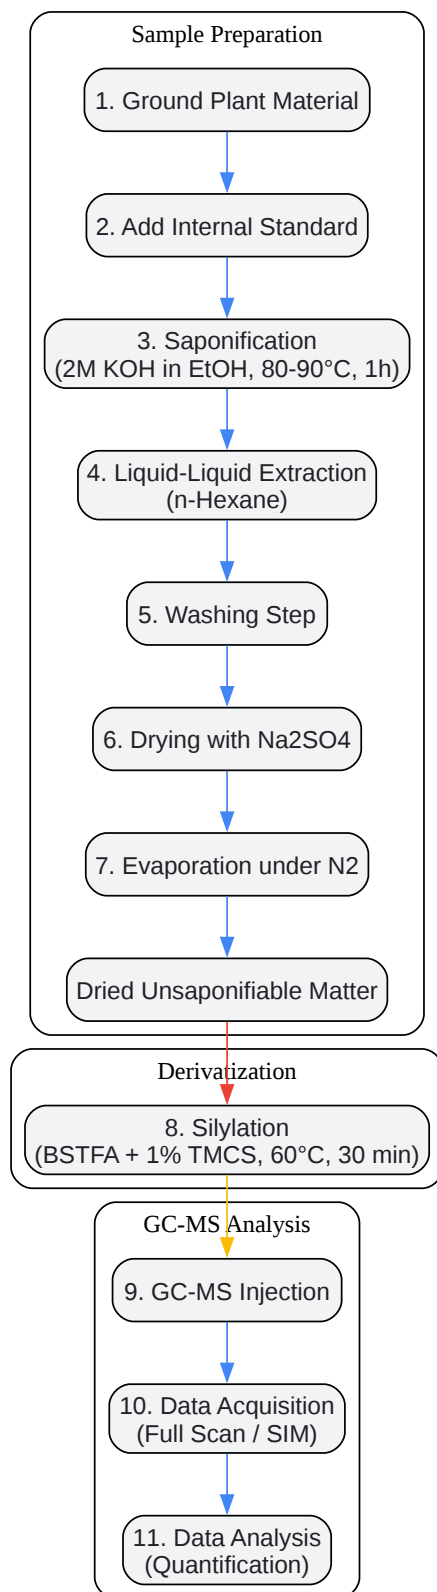 Sample Preparation
1. Ground Plant Material
2. Add Internal Standard
3. Saponification
(2M KOH in EtOH, 80-90°C, 1h)
4. Liquid-Liquid Extraction
(n-Hexane)
5. Washing Step
6. Drying with Na2SO4
7. Evaporation under N2
Dried Unsaponifiable Matter
Derivatization
8. Silylation
(BSTFA + 1% TMCS, 60°C, 30 min)
GC-MS Analysis
9. GC-MS Injection
10. Data Acquisition
(Full Scan / SIM)
11. Data Analysis
(Quantification)